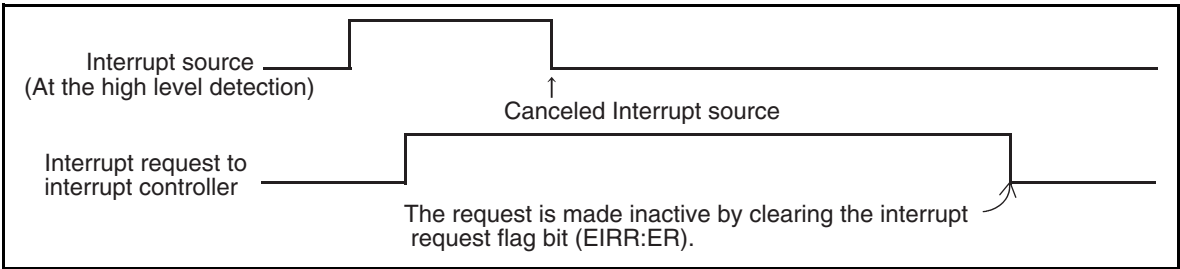 Interrupt source
(At the high level detection)
↑
Canceled Interrupt source
Interrupt request to
interrupt controller
The request is made inactive by clearing the interrupt
request flag bit (EIRR:ER).